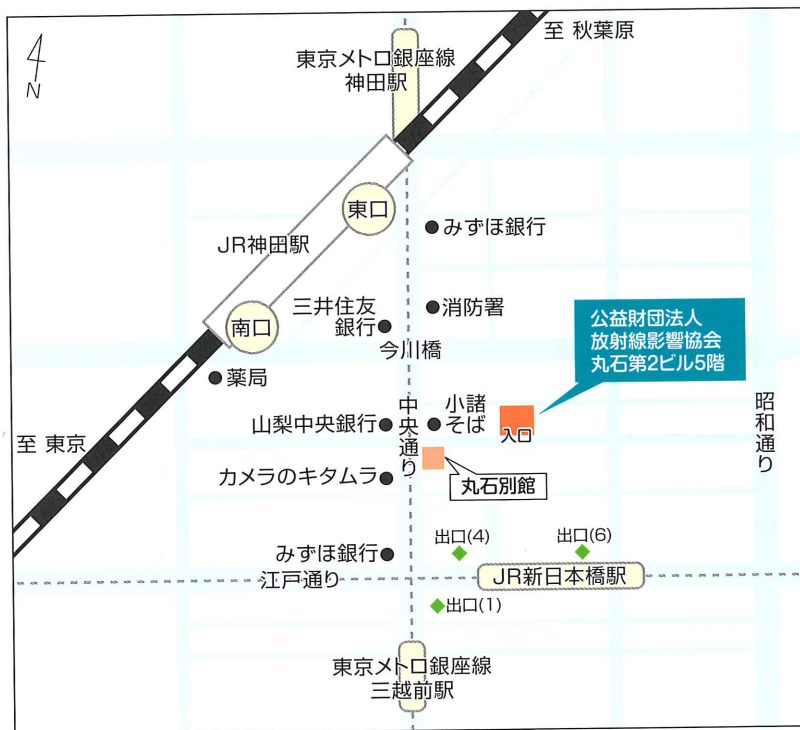 N
至 秋葉原
東京メトロ銀座線
神田駅
東口
JR神田駅
みずほ銀行
南口
三井住友
銀行
消防署
公益財団法人
放射線影響協会
丸石第2ビル5階
今川橋
薬局
山梨中央銀行
中央通り
小諸
そば
入口
昭和通り
至 東京
カメラのキタムラ
丸石別館
みずほ銀行
出口(4)
出口(6)
江戸通り
JR新日本橋駅
出口(1)
東京メトロ銀座線
三越前駅